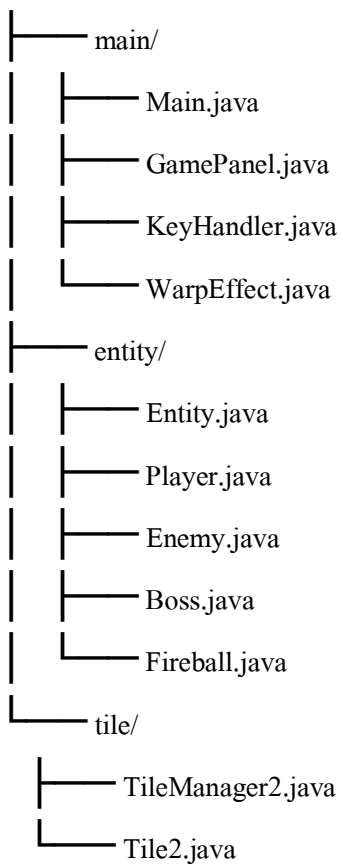 main/
Main.java
GamePanel.java
KeyHandler.java
WarpEffect.java
entity/
Entity.java
Player.java
Enemy.java
Boss.java
Fireball.java
tile/
TileManager2.java
Tile2.java